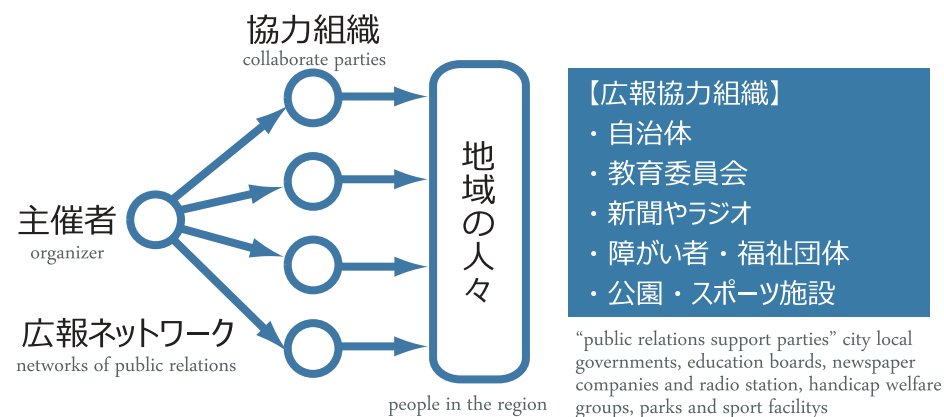 協力組織
collaborate parties
主催者
organizer
広報ネットワーク
networks of public relations
地域の人々
people in the region
【広報協力組織】
・自治体
・教育委員会
・新聞やラジオ
・障がい者・福祉団体
・公園・スポーツ施設
“public relations support parties” city local
governments, education boards, newspaper
companies and radio station, handicap welfare
groups, parks and sport facilitys